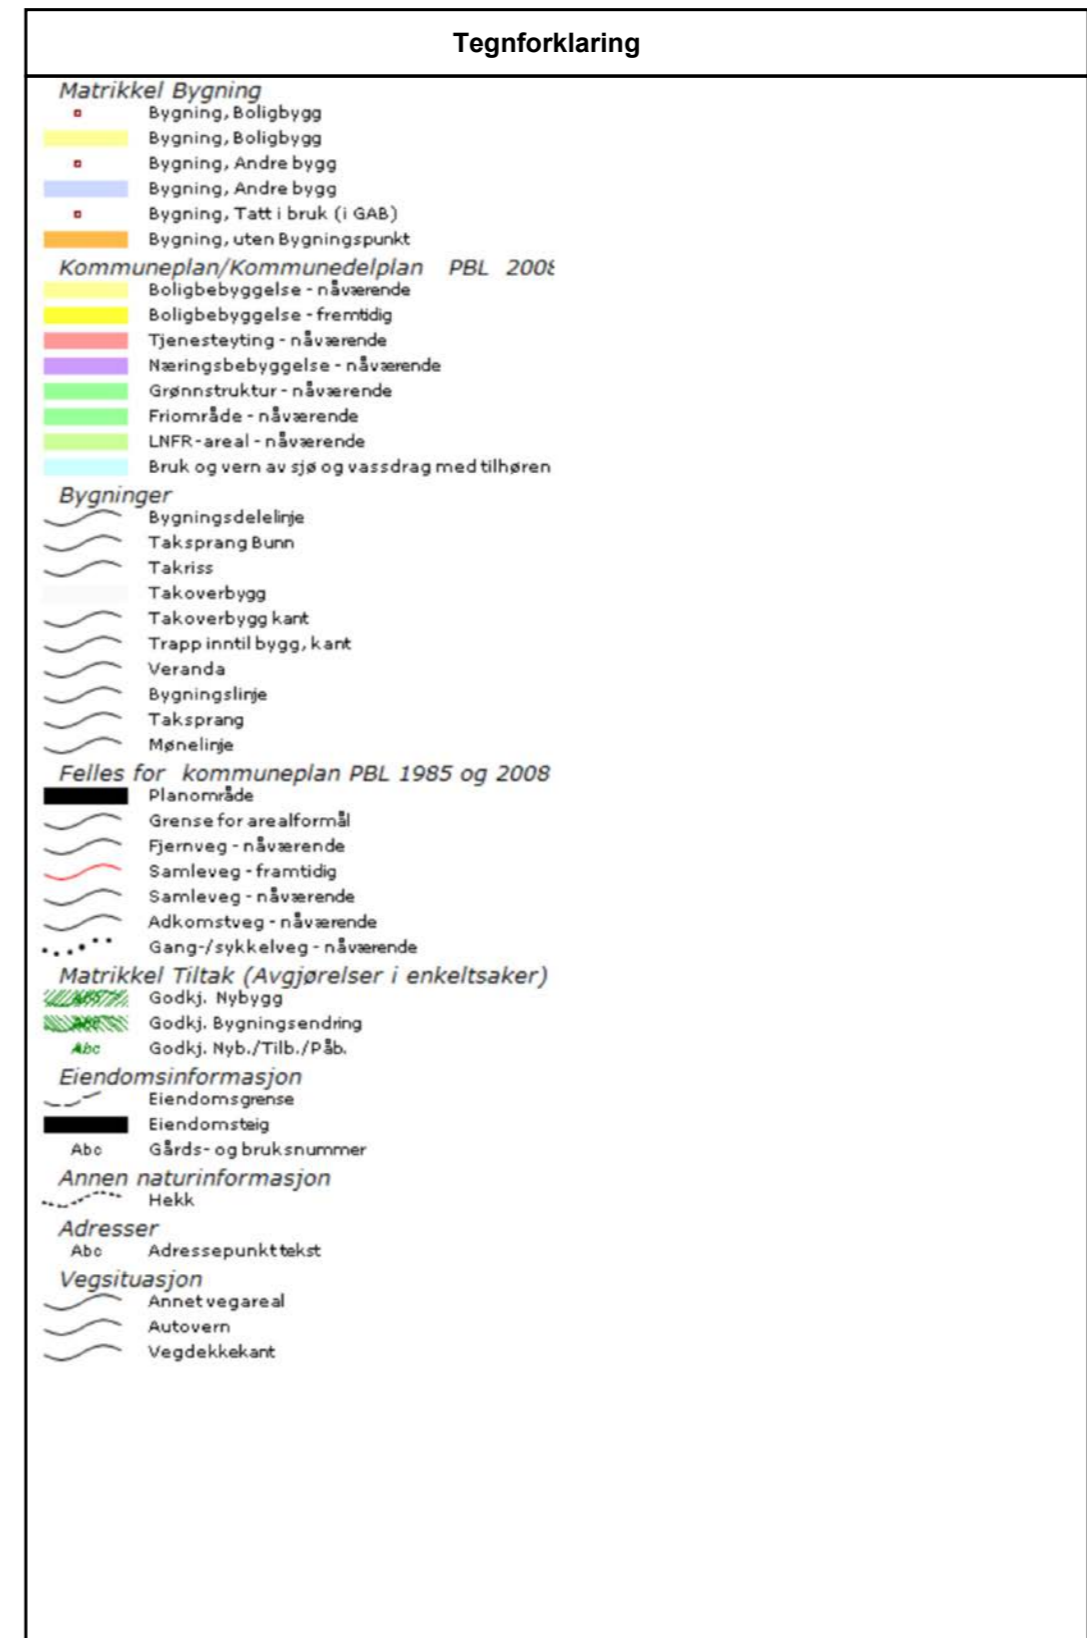 Tegnforklaring
Matrikkel Bygning
Bygning, Boligbygg
Bygning, Boligbygg
Bygning, Andre bygg
Bygning, Andre bygg
Bygning, Tatt i bruk (i GAB)
Bygning, uten Bygningspunkt
Kommuneplan/Kommunedelplan PBL 2008
Boligbebyggelse - nåværende
Boligbebyggelse - fremtidig
Tjenesteyting - nåværende
Næringsbebyggelse - nåværende
Grønnstruktur - nåværende
Friområde - nåværende
LNFR-areal - nåværende
Bruk og vern av sjø og vassdrag med tilhøren
Bygninger
Bygningsdelelinje
Taksprang Bunn
Takriss
Takoverbygg
Takoverbygg kant
Trapp inntil bygg, kant
Veranda
Bygningslinje
Taksprang
Mønelinje
Felles for kommuneplan PBL 1985 og 2008
Planområde
Grense for arealformål
Fjernveg - nåværende
Samleveg - framtidig
Samleveg - nåværende
Adkomstveg - nåværende
Gang-/sykkelveg - nåværende
Matrikkel Tiltak (Avgjørelser i enkeltsaker)
Abc Godkj. Nybygg
Abc Godkj. Bygningsendring
Abc Godkj. Nyb./Tilb./Påb.
Eiendomsinformasjon
Eiendomsgrense
Eiendomsteig
Abc Gårds- og bruksnummer
Annen naturinformasjon
Hekk
Adresser
Abc Adressepunkt tekst
Vegsituasjon
Annet vegareal
Autovern
Vegdekkekant